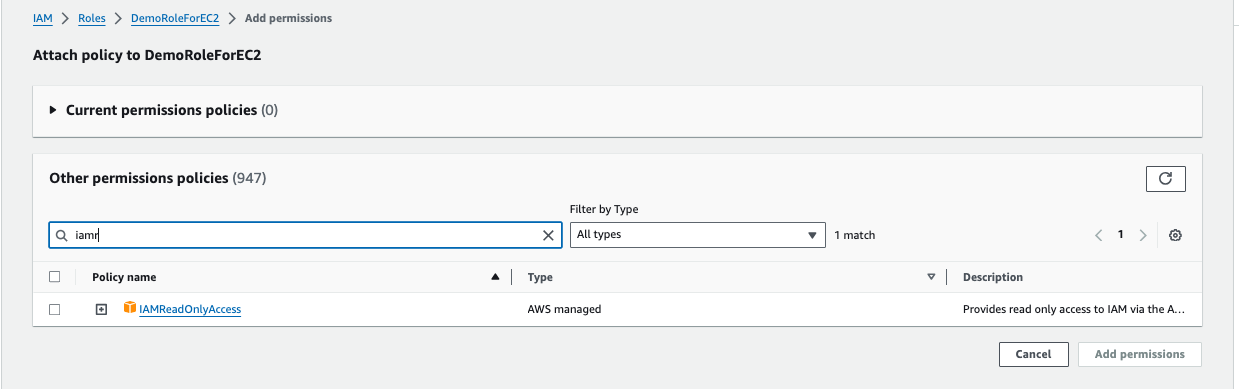 IAM > Roles > DemoRoleForEC2 > Add permissions
Attach policy to DemoRoleForEC2
Current permissions policies (0)
Other permissions policies (947)
Filter by Type
iamr All types 1 match 1
Policy name Type Description
IAMReadOnlyAccess AWS managed Provides read only access to IAM via the A...
Cancel Add permissions